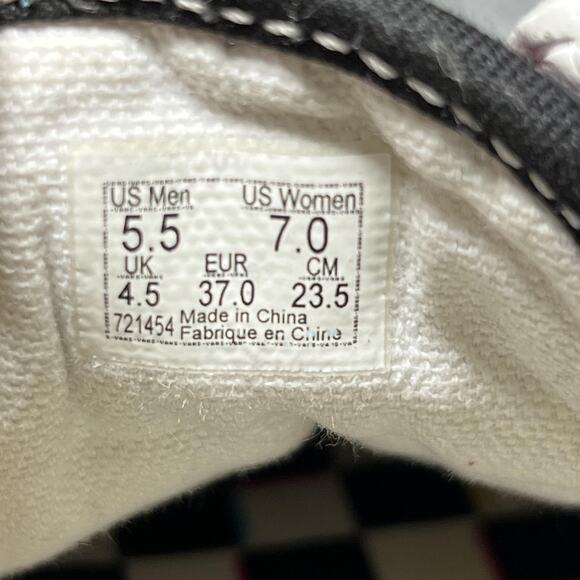 US Men US Women
5.5 7.0
UK EUR CM
4.5 37.0 23.5
721454 Made in China
Fabrique en Chine